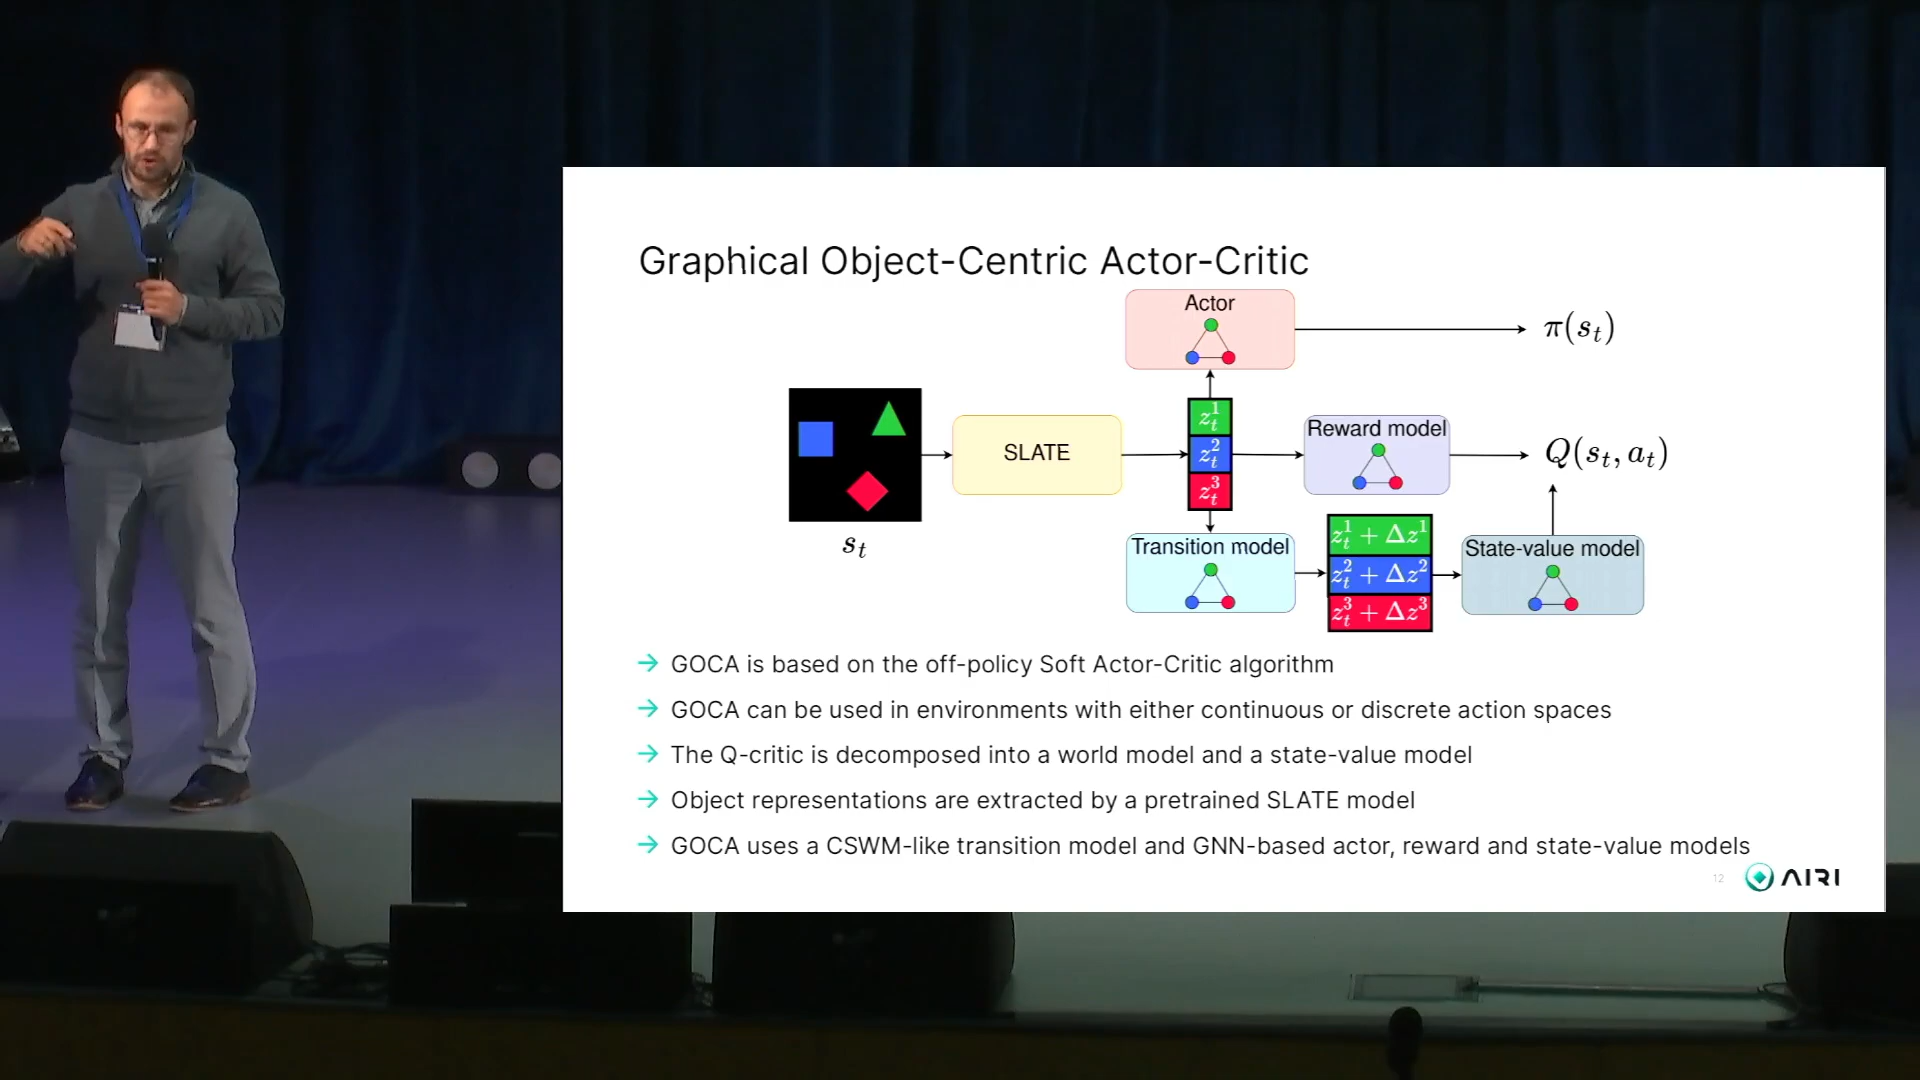 Graphical Object-Centric Actor-Critic
Actor
π(s_t)
z_t^1
z_t^2
z_t^3
SLATE
Reward model
Q(s_t, a_t)
s_t
Transition model
z_t^1 + Δz^1
z_t^2 + Δz^2
z_t^3 + Δz^3
State-value model
→ GOCA is based on the off-policy Soft Actor-Critic algorithm
→ GOCA can be used in environments with either continuous or discrete action spaces
→ The Q-critic is decomposed into a world model and a state-value model
→ Object representations are extracted by a pretrained SLATE model
→ GOCA uses a CSWM-like transition model and GNN-based actor, reward and state-value models
12
AIRI